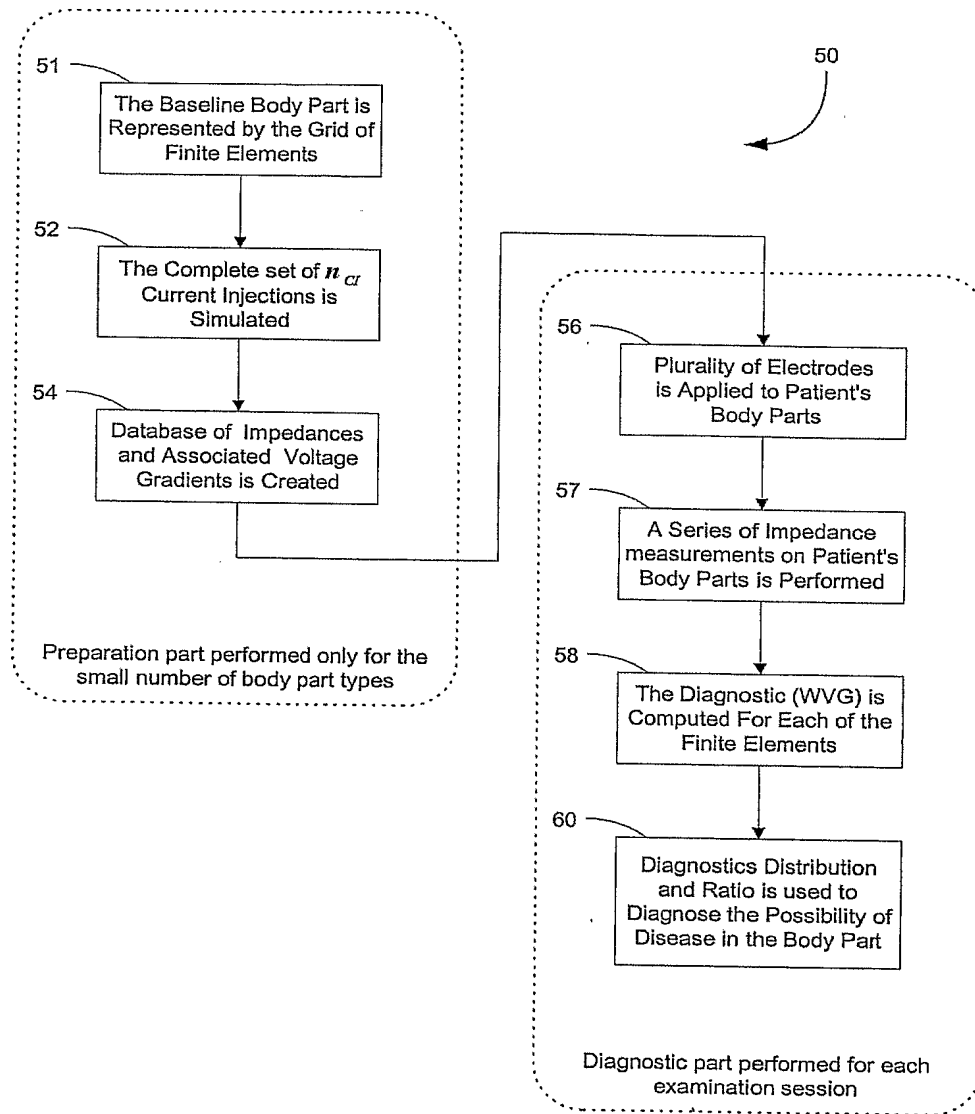 50
51
The Baseline Body Part is
Represented by the Grid of
Finite Elements
52
The Complete set of n CI
Current Injections is
Simulated
54
Database of Impedances
and Associated Voltage
Gradients is Created
Preparation part performed only for the
small number of body part types
56
Plurality of Electrodes
is Applied to Patient's
Body Parts
57
A Series of Impedance
measurements on Patient's
Body Parts is Performed
58
The Diagnostic (WVG) is
Computed For Each of the
Finite Elements
60
Diagnostics Distribution
and Ratio is used to
Diagnose the Possibility of
Disease in the Body Part
Diagnostic part performed for each
examination session